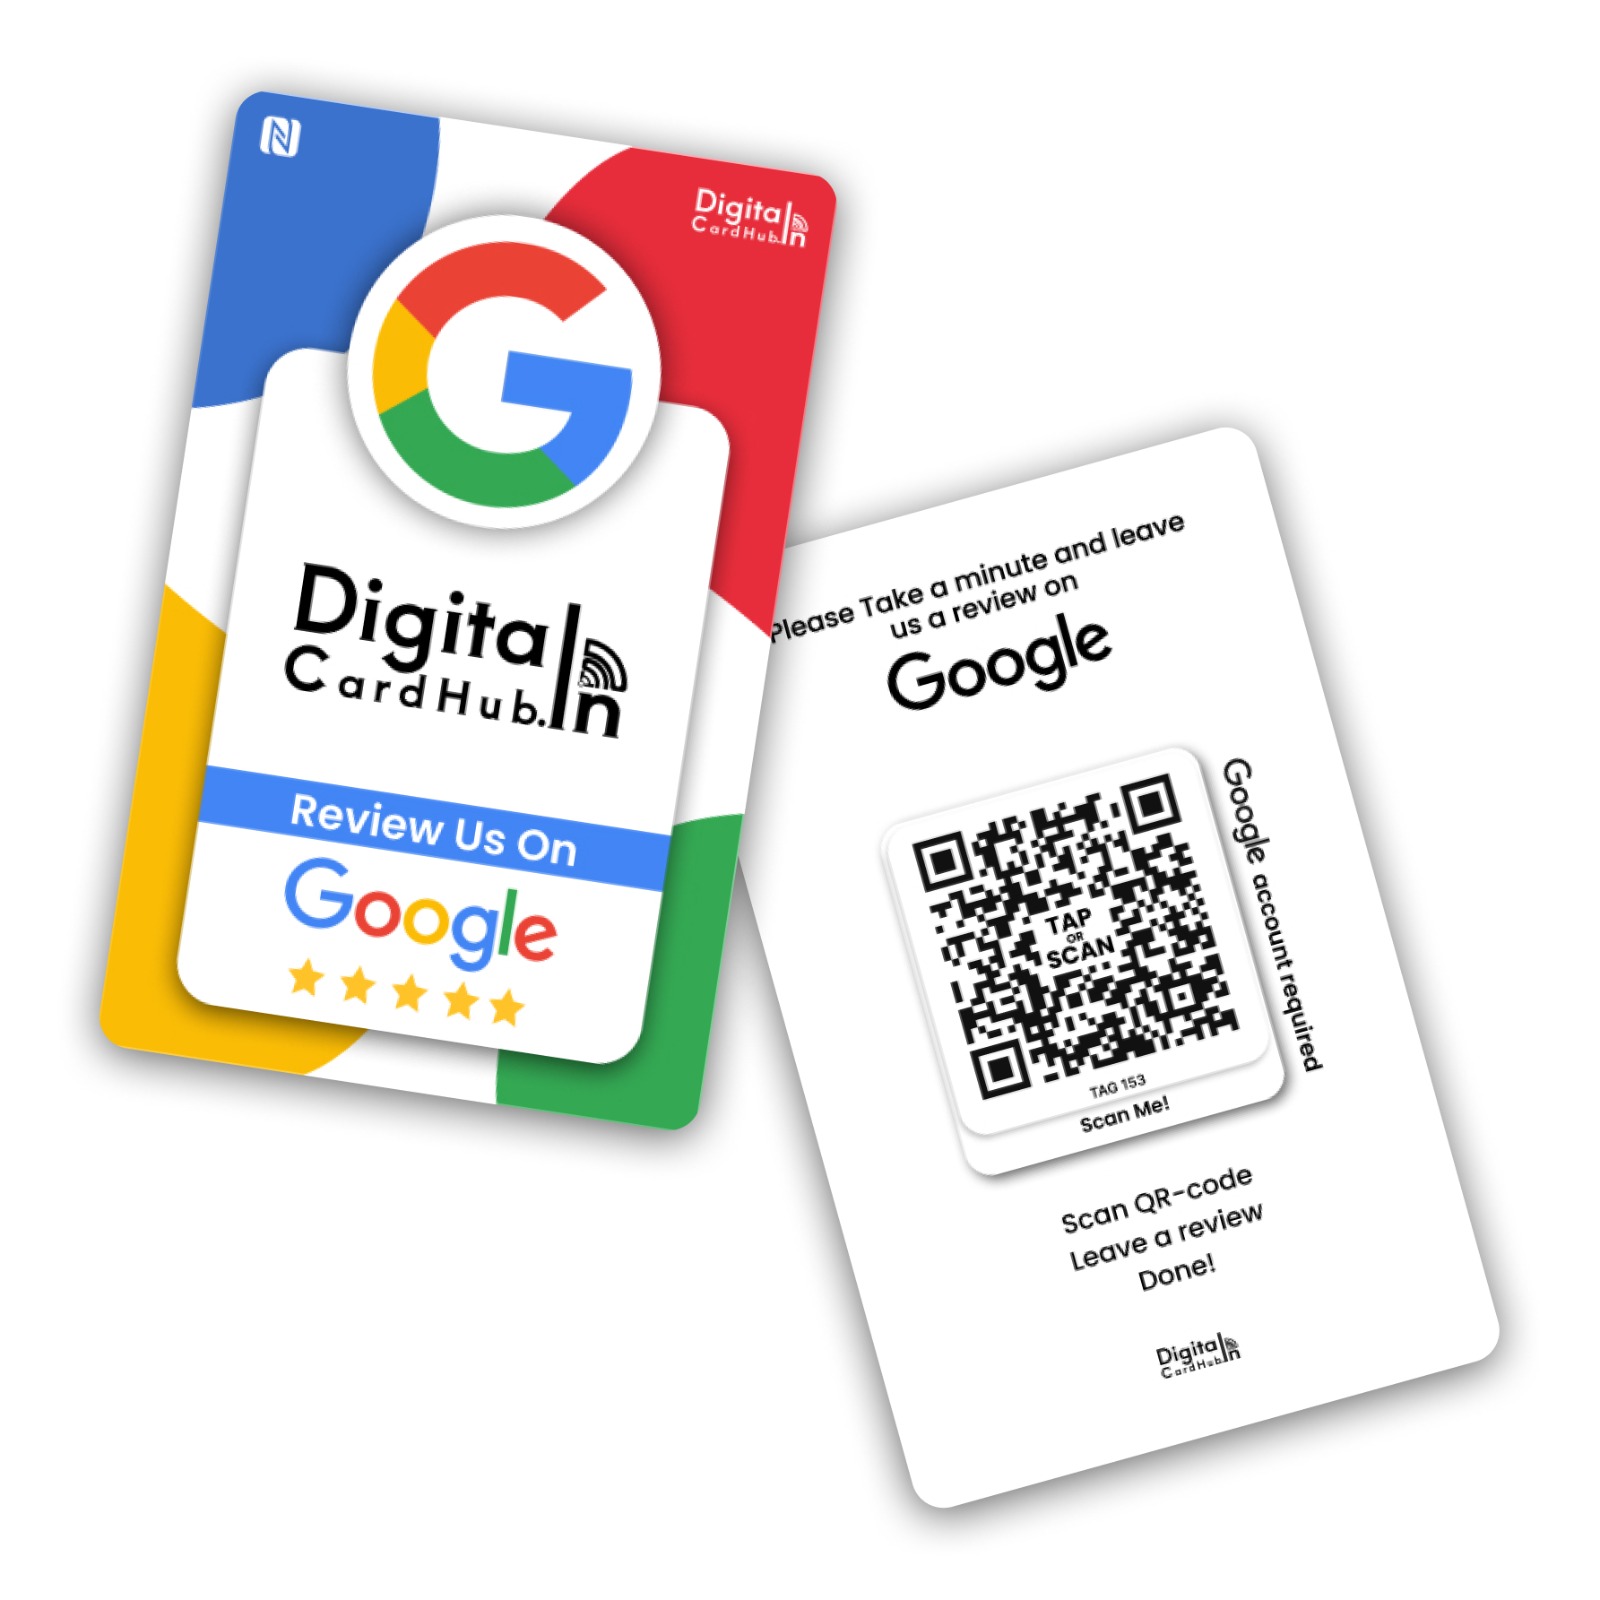 Digital
CardHub.In
Digital
CardHub.In
Review Us On
Google
Please Take a minute and leave
us a review on
Google
TAP
OR
SCAN
TAG 153
Scan Me!
Google account required
Scan QR-code
Leave a review
Done!
Digital
CardHub.In